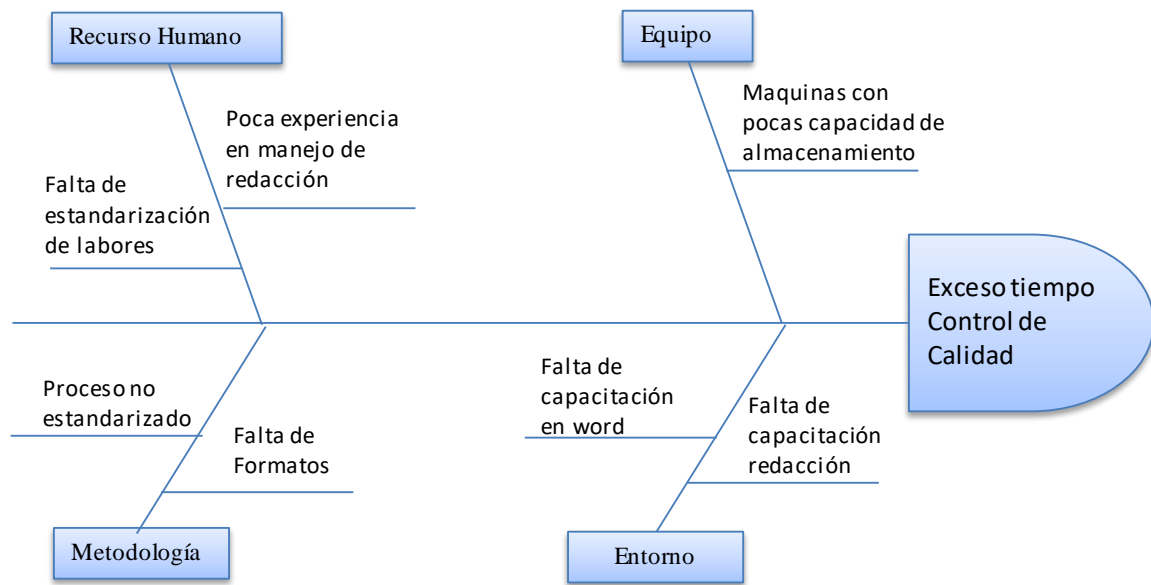 Recurso Humano
Equipo
Poca experiencia
en manejo de
redacción
Maquinas con
pocas capacidad de
almacenamiento
Falta de
estandarización
de labores
Exceso tiempo
Control de
Calidad
Proceso no
estandarizado
Falta de
Formatos
Falta de
capacitación
en word
Falta de
capacitación
redacción
Metodología
Entorno